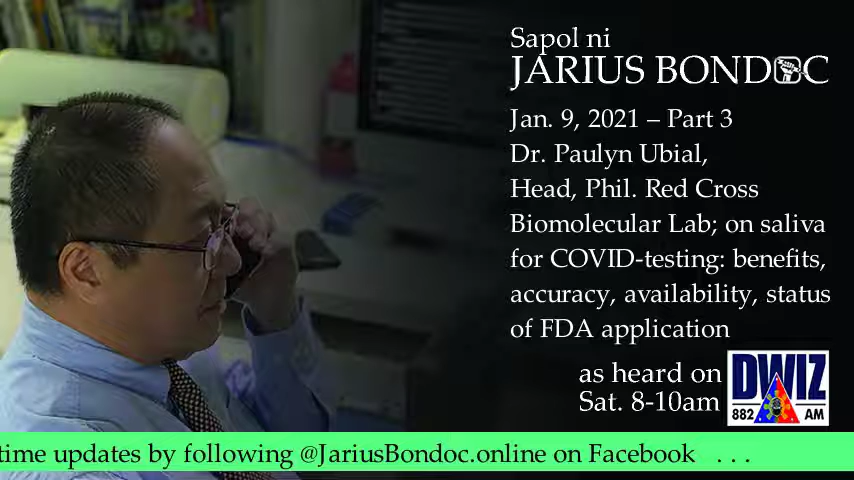 Sapol ni
JARIUS BONDOC
Jan. 9, 2021 – Part 3
Dr. Paulyn Ubial,
Head, Phil. Red Cross
Biomolecular Lab; on saliva
for COVID-testing: benefits,
accuracy, availability, status
of FDA application
as heard on
Sat. 8-10am
DWIZ
882 AM
time updates by following @JariusBondoc.online on Facebook . . .